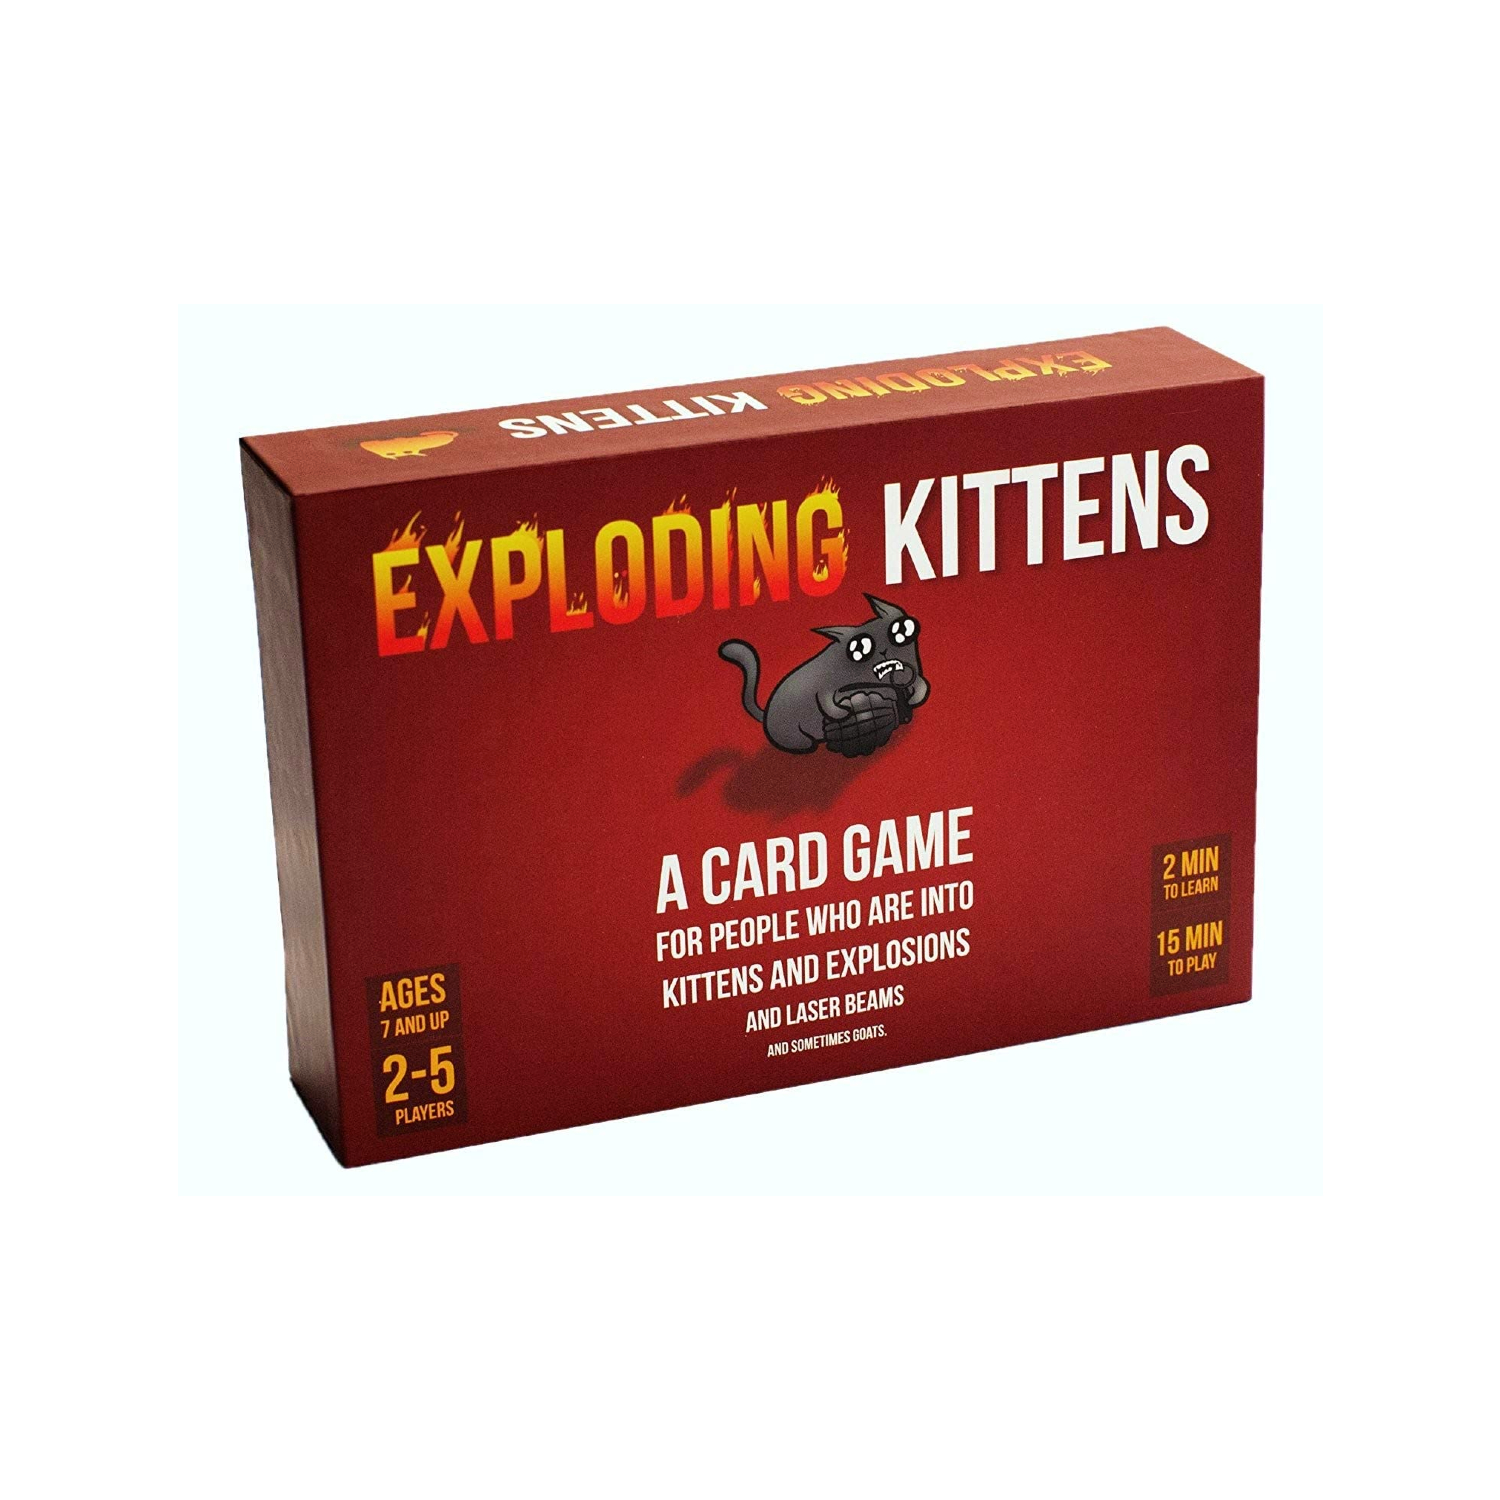 EXPLODING KITTENS
EXPLODING KITTENS
A CARD GAME
FOR PEOPLE WHO ARE INTO
KITTENS AND EXPLOSIONS
AND LASER BEAMS
AND SOMETIMES GOATS.
AGES
7 AND UP
2-5
PLAYERS
2 MIN
TO LEARN
15 MIN
TO PLAY